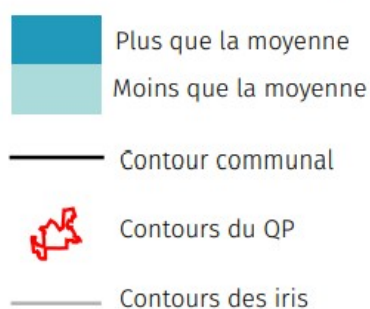 Plus que la moyenne
Moins que la moyenne
Contour communal
Contours du QP
Contours des iris